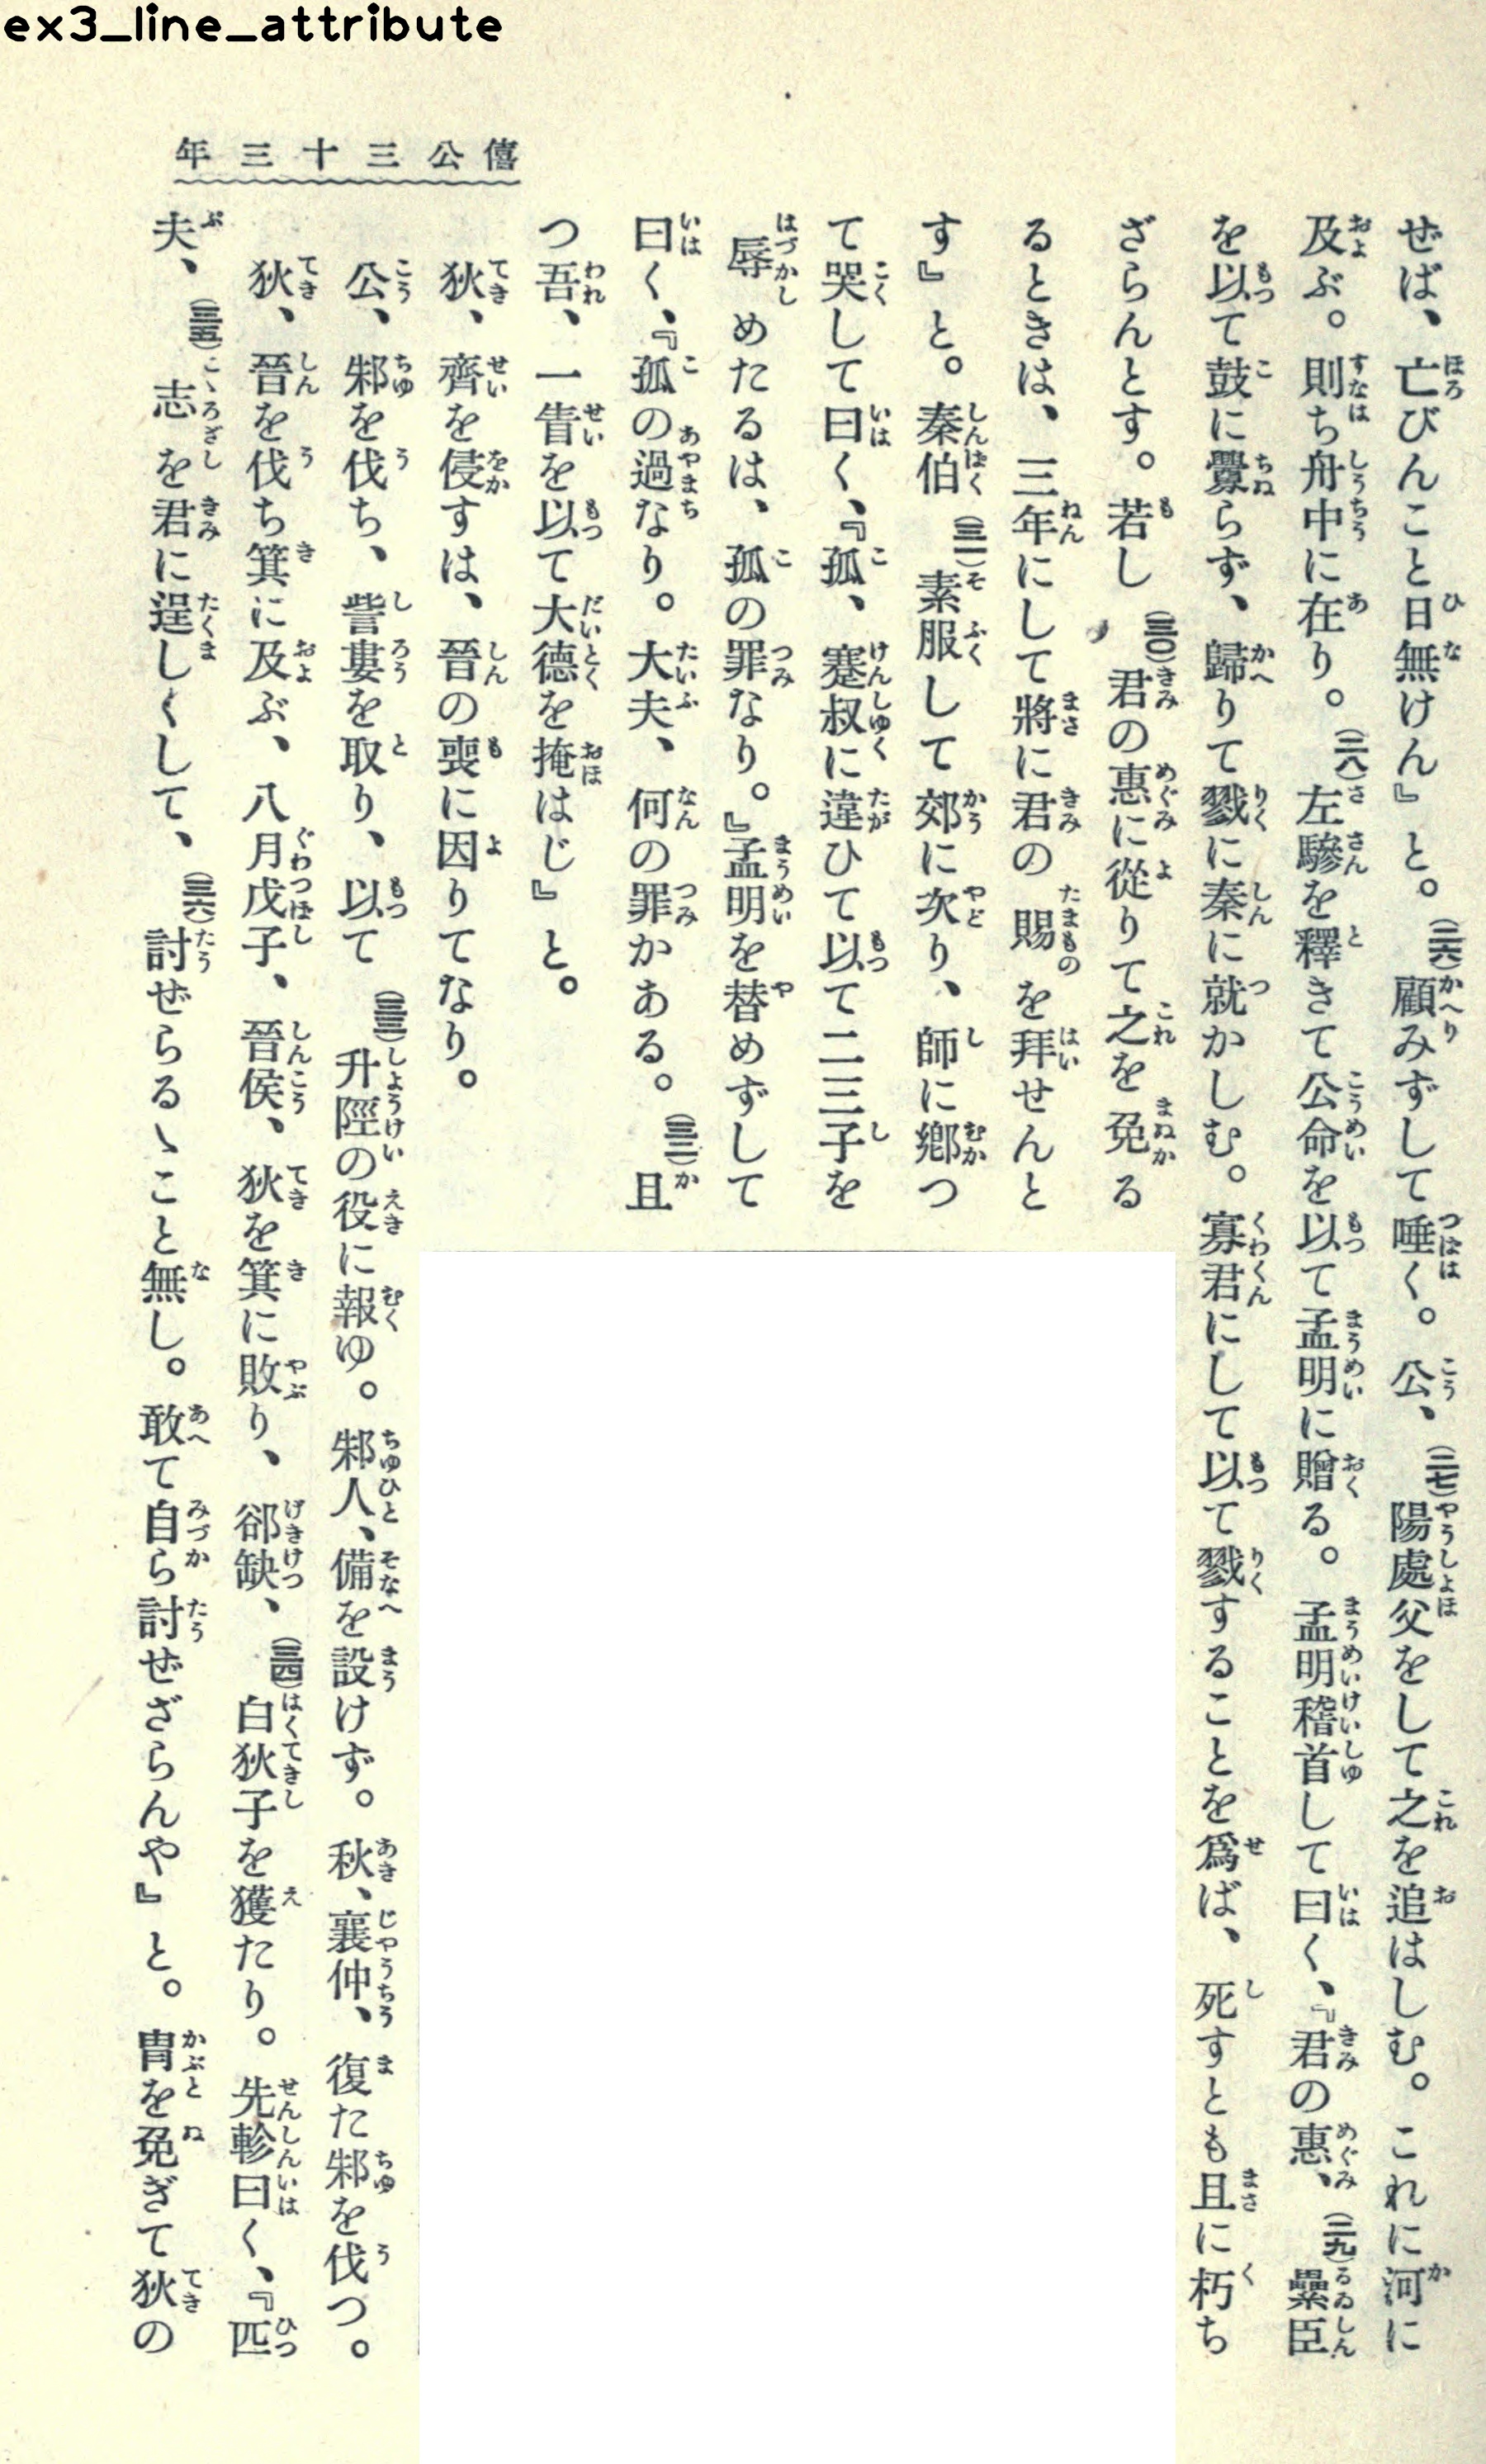 ex3_line_attribute
僖公三十三年
ぜば、亡びんこと日無けん』と。(二六)顧みずして唾く。公、(二七)陽處父をして之を追はしむ。これに河に
及ぶ。則ち舟中に在り。(二八)左驂を釋きて公命を以て孟明に贈る。孟明稽首して曰く、『君の惠、(二九)纍臣
を以て鼓に釁らず、歸りて戮に秦に就かしむ。寡君にして以て戮することを爲ば、死すとも且に朽ち
ざらんとす。若し(三〇)君の惠に從りて之を免る
るときは、三年にして將に君の賜を拜せんと
す』と。秦伯(三一)素服して郊に次り、師に鄕つ
て哭して曰く、『孤、蹇叔に違ひて以て二三子を
辱めたるは、孤の罪なり。』孟明を替めずして
曰く、『孤の過なり。大夫、何の罪かある。(三二)且
つ吾、一眚を以て大德を掩はじ』と。
狄、齊を侵すは、晉の喪に因りてなり。
公、邾を伐ち、訾婁を取り、以て(三三)升陘の役に報ゆ。邾人、備を設けず。秋、襄仲、復た邾を伐つ。
狄、晉を伐ち箕に及ぶ、八月戊子、晉侯、狄を箕に敗り、郤缺、(三四)白狄子を獲たり。先軫曰く、『匹
夫、(三五)志を君に逞しくして、(三六)討ぜらるゝこと無し。敢て自ら討ぜざらんや』と。冑を免ぎて狄の